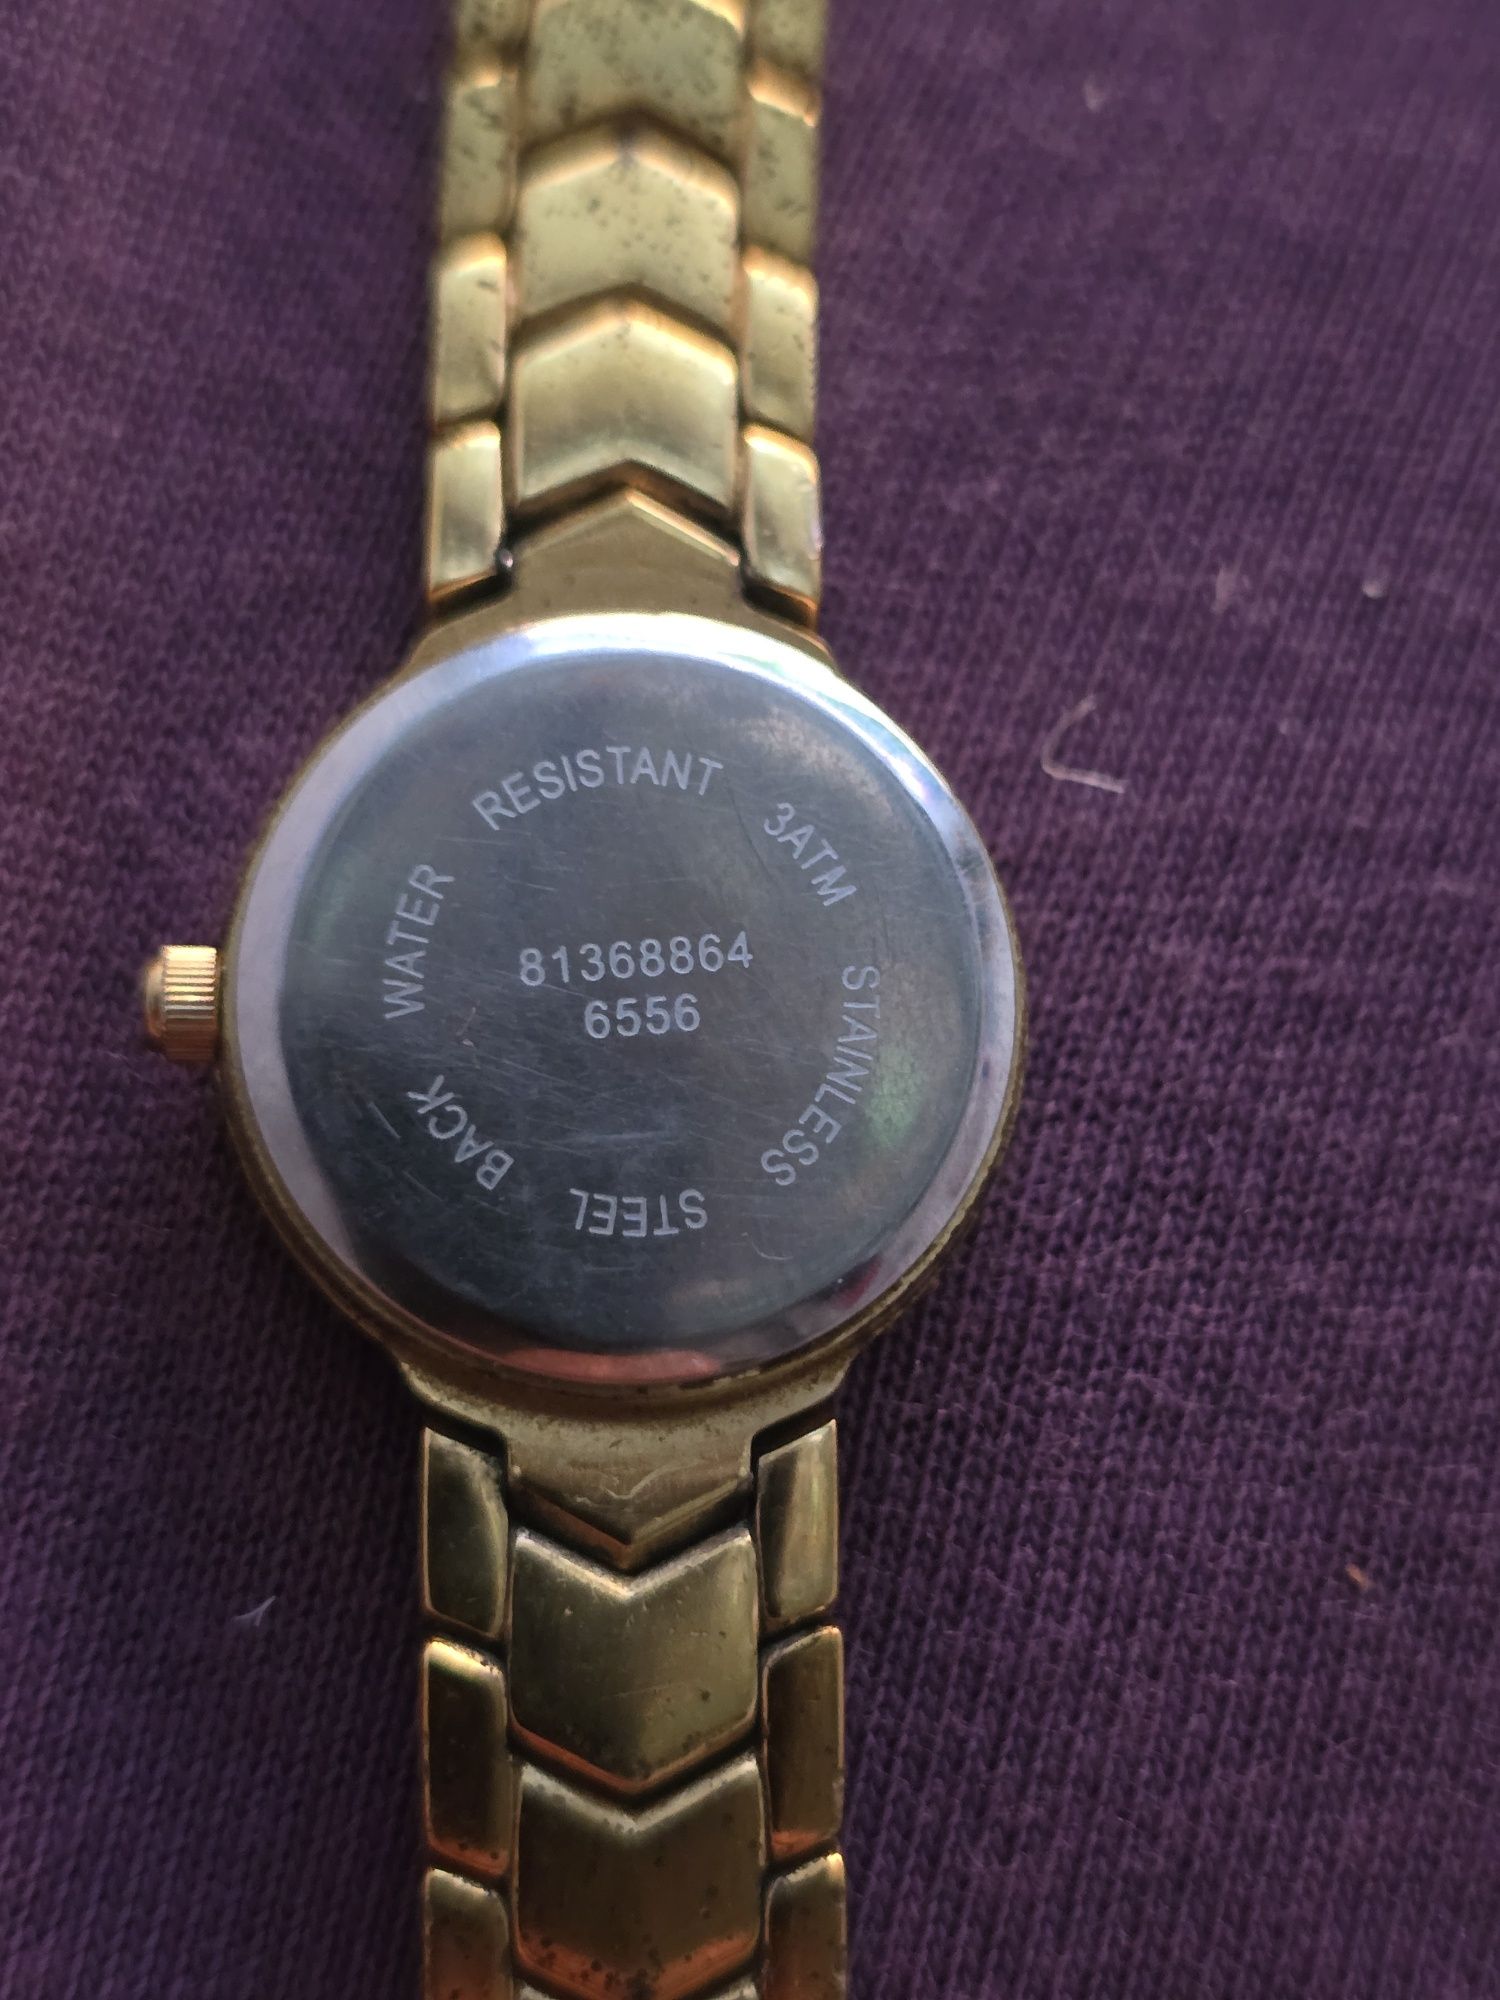 WATER RESISTANT 3ATM STAINLESS STEEL BACK
81368864
6556